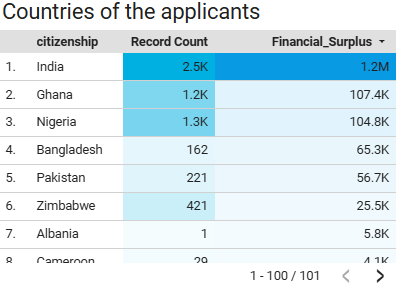 Countries of the applicants
citizenship Record Count Financial_Surplus
1. India 2.5K 1.2M
2. Ghana 1.2K 107.4K
3. Nigeria 1.3K 104.8K
4. Bangladesh 162 65.3K
5. Pakistan 221 56.7K
6. Zimbabwe 421 25.5K
7. Albania 1 5.8K
8. Cameroon 29 4.1K
1 - 100 / 101